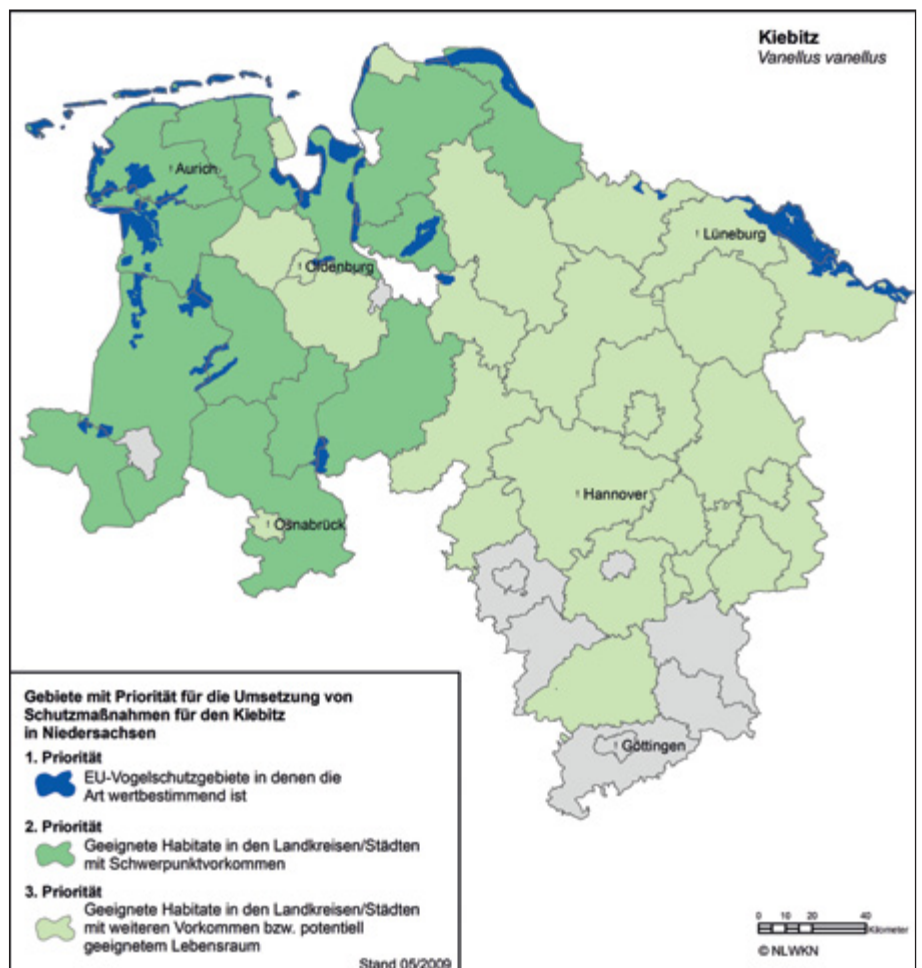 Kiebitz
Vanellus vanellus
Aurich
Lüneburg
Oldenburg
Hannover
Osnabrück
Göttingen
Gebiete mit Priorität für die Umsetzung von
Schutzmaßnahmen für den Kiebitz
in Niedersachsen
1. Priorität
EU-Vogelschutzgebiete in denen die
Art wertbestimmend ist
2. Priorität
Geeignete Habitate in den Landkreisen/Städten
mit Schwerpunktvorkommen
3. Priorität
Geeignete Habitate in den Landkreisen/Städten
mit weiteren Vorkommen bzw. potentiell
geeignetem Lebensraum
Stand 05/2009
0 10 20 40
Kilometer
© NLWKN